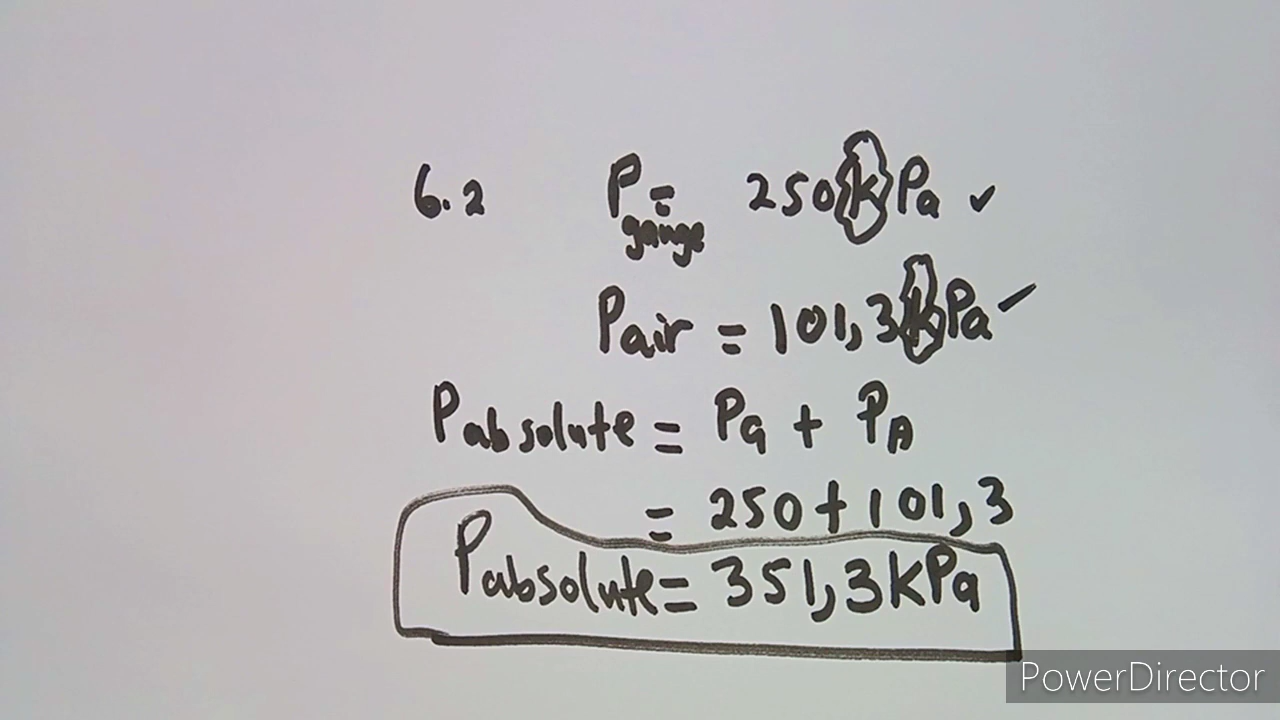 6.2 Pgauge = 250 kPa ✓
Pair = 101,3 kPa ✓
Pabsolute = PG + PA
= 250 + 101,3
Pabsolute = 351,3 kPa
PowerDirector